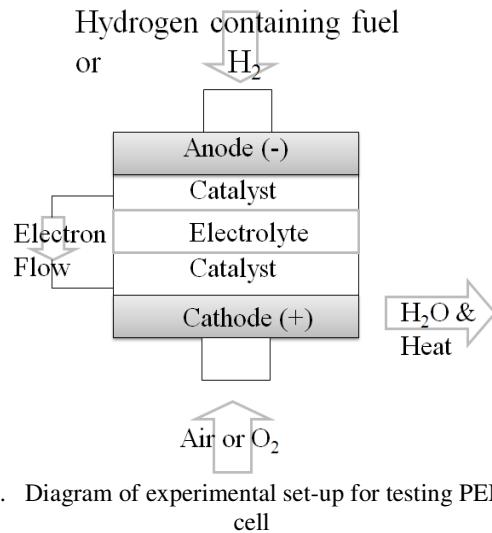 Hydrogen containing fuel
or H₂
Anode (-)
Catalyst
Electron
Flow
Electrolyte
Catalyst
Cathode (+)
H₂O &
Heat
Air or O₂
. Diagram of experimental set-up for testing
cell